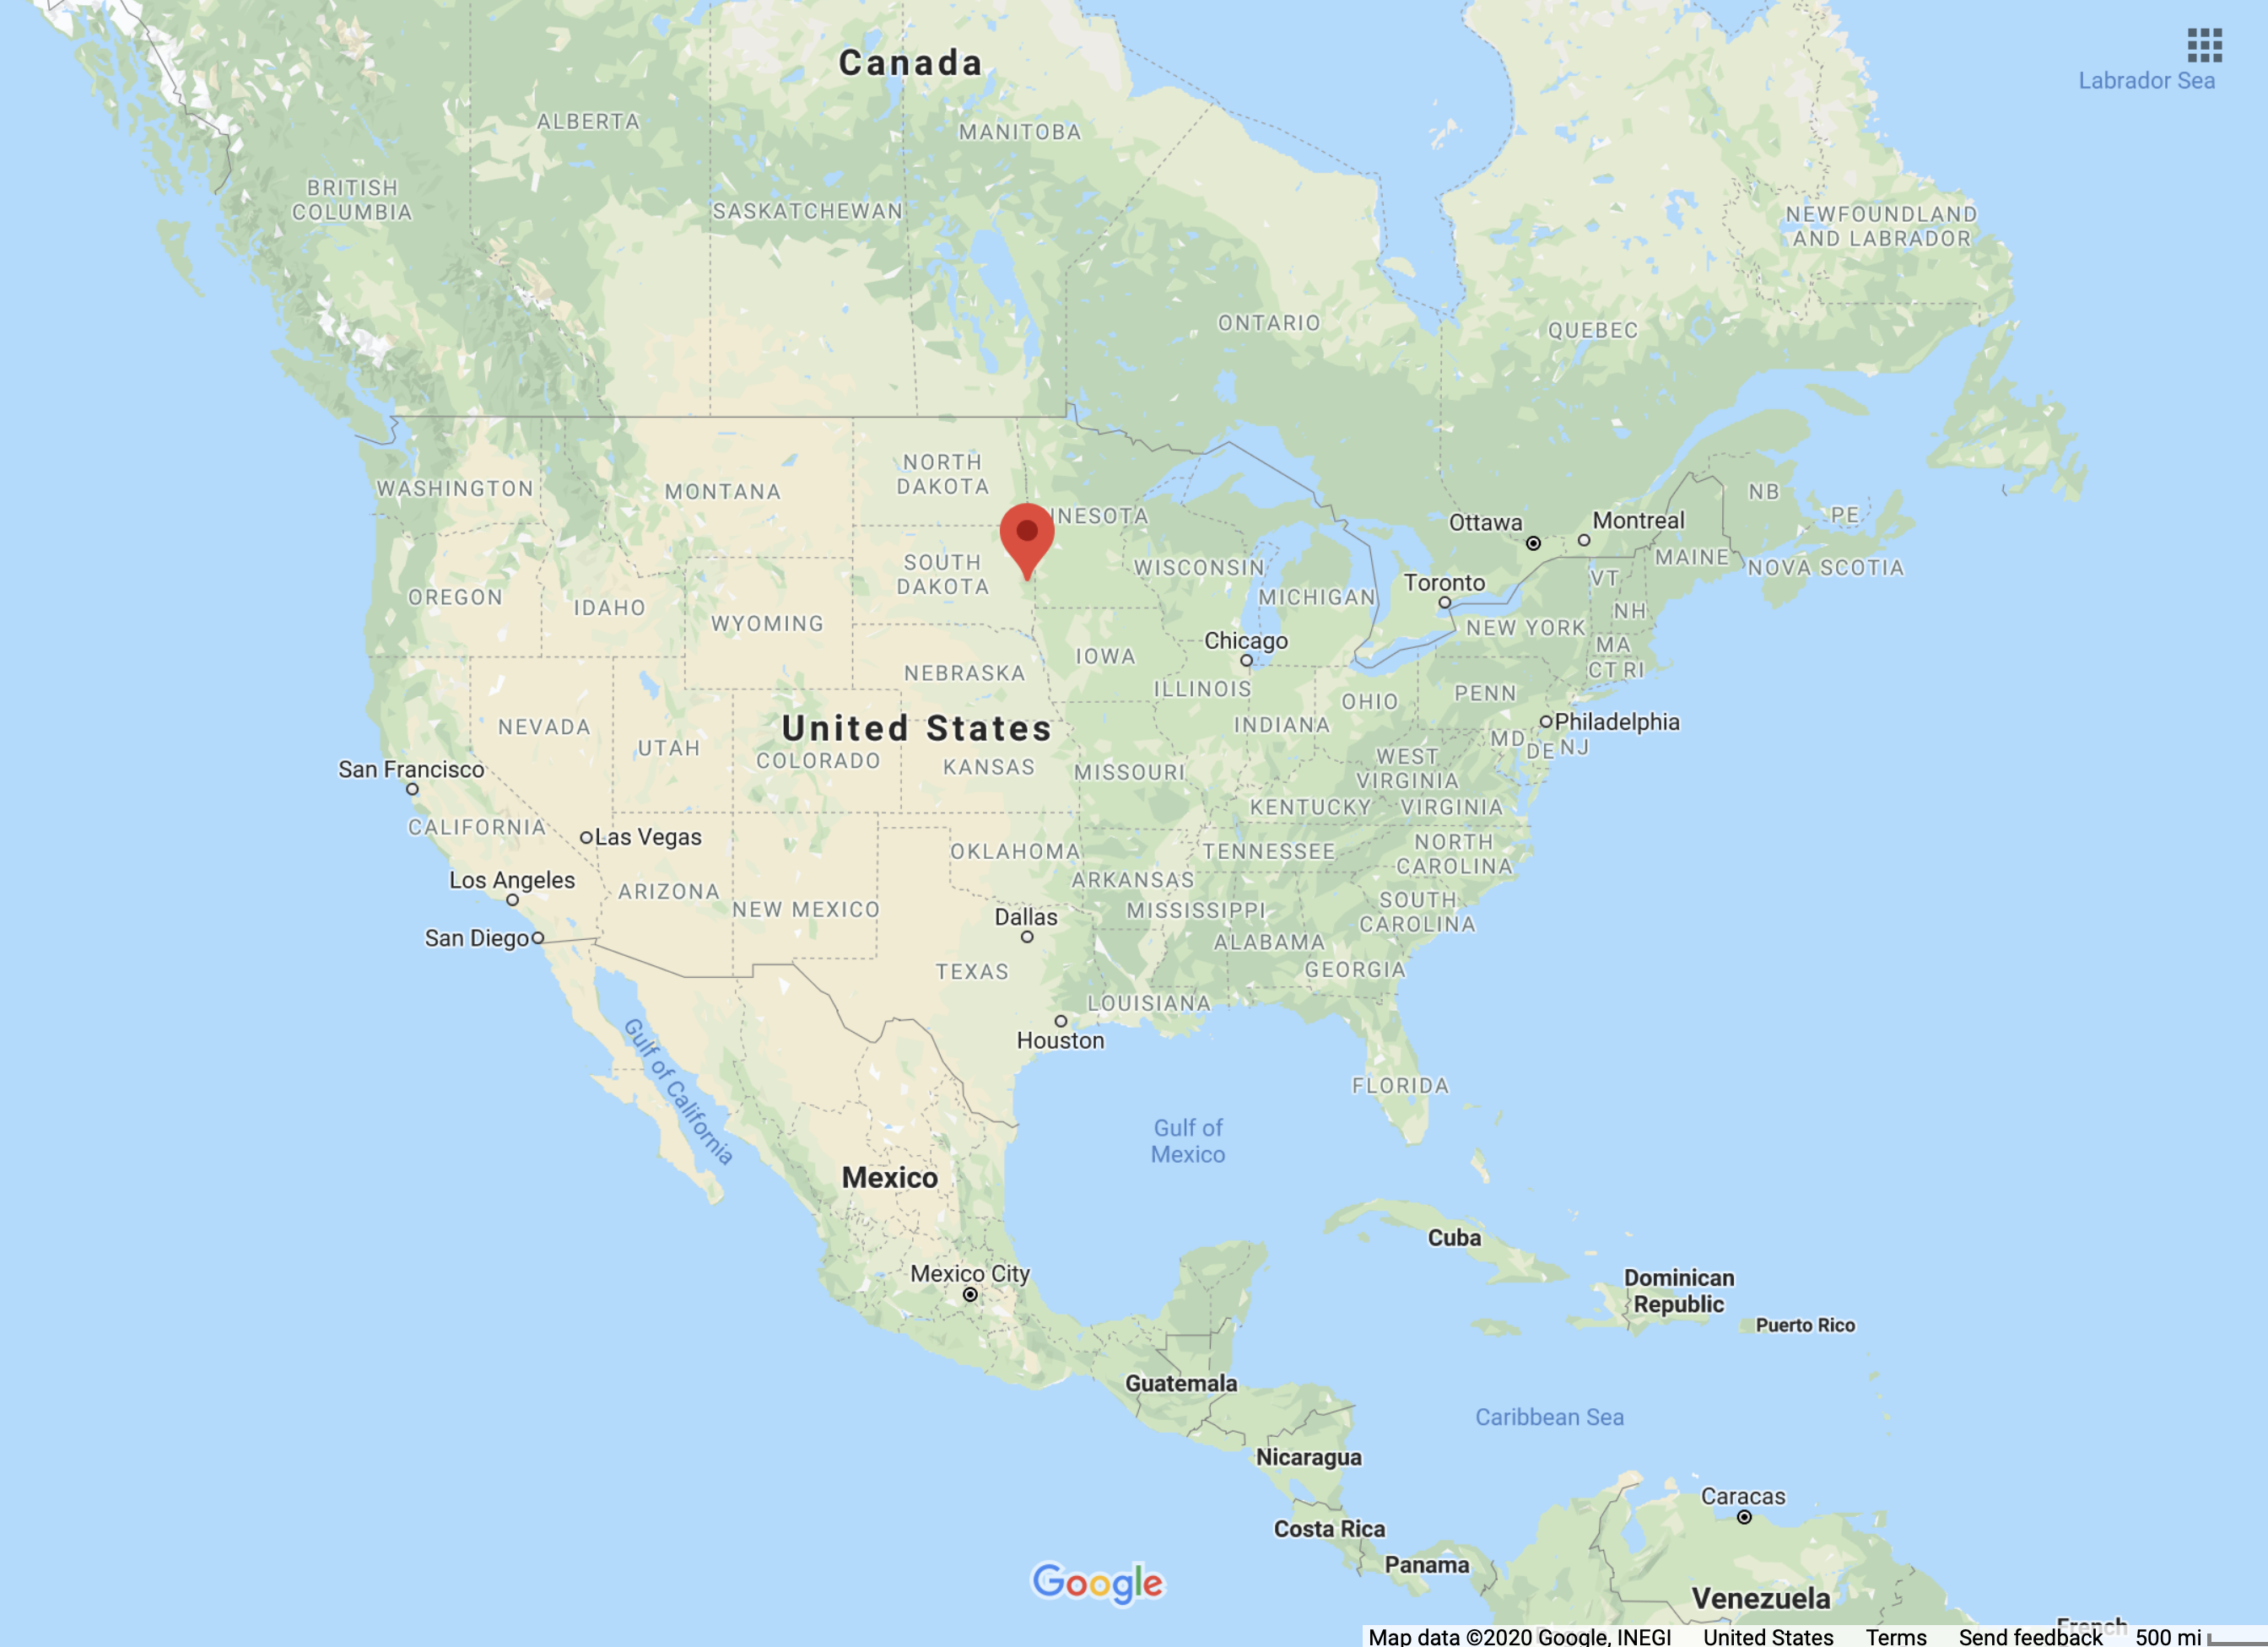 Canada
Labrador Sea
ALBERTA
MANITOBA
BRITISH
COLUMBIA
SASKATCHEWAN
NEWFOUNDLAND
AND LABRADOR
ONTARIO
QUEBEC
NORTH
DAKOTA
WASHINGTON
MONTANA
NNESOTA
NB
PE
Ottawa
Montreal
MAINE
NOVA SCOTIA
SOUTH
DAKOTA
WISCONSIN
VT
Toronto
OREGON
IDAHO
MICHIGAN
NH
WYOMING
NEW YORK
Chicago
MA
IOWA
CT RI
NEBRASKA
ILLINOIS
PENN
OHIO
United States
NEVADA
INDIANA
Philadelphia
UTAH
MD
DE
NJ
COLORADO
KANSAS
MISSOURI
WEST
VIRGINIA
San Francisco
KENTUCKY
VIRGINIA
CALIFORNIA
Las Vegas
OKLAHOMA
TENNESSEE
NORTH
CAROLINA
Los Angeles
ARIZONA
ARKANSAS
NEW MEXICO
MISSISSIPPI
SOUTH
CAROLINA
Dallas
San Diego
ALABAMA
TEXAS
GEORGIA
LOUISIANA
Houston
Gulf of California
FLORIDA
Gulf of
Mexico
Mexico
Cuba
Mexico City
Dominican
Republic
Puerto Rico
Guatemala
Caribbean Sea
Nicaragua
Caracas
Costa Rica
Panama
Google
Venezuela
French
Map data ©2020 Google, INEGI United States Terms Send feedback 500 mi